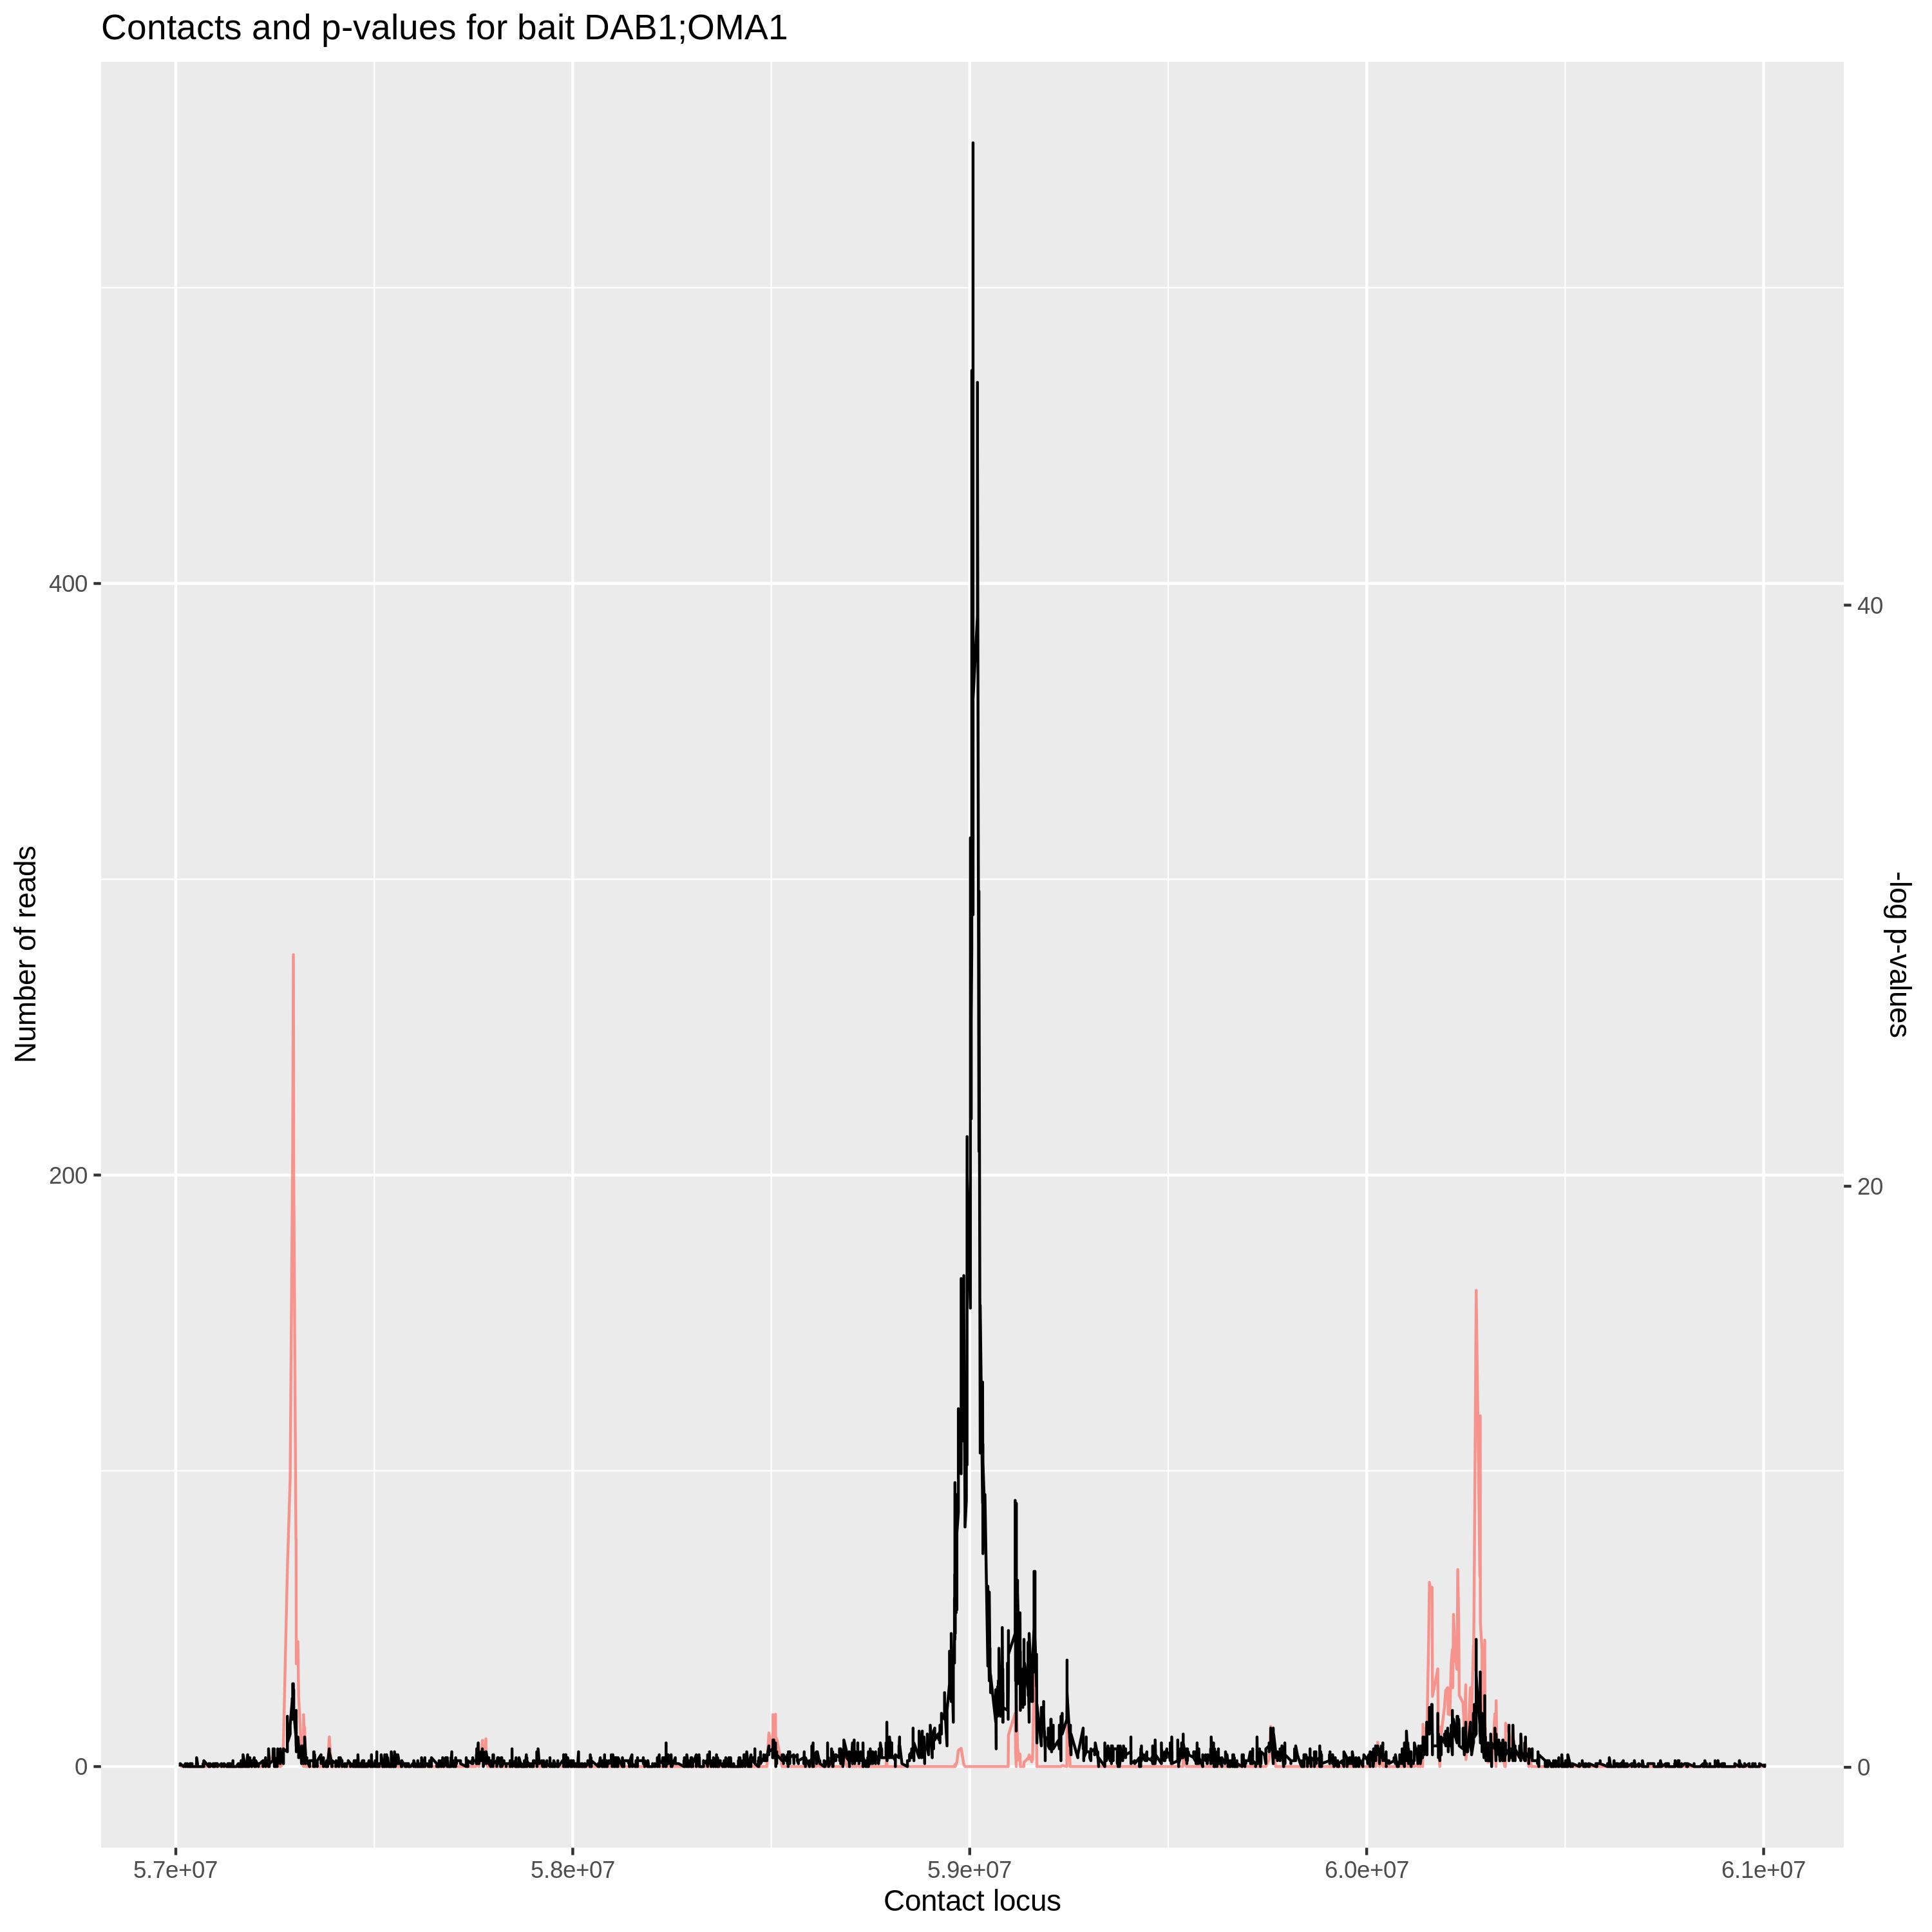 Contacts and p-values for bait DAB1;OMA1
Number of reads
400
200
0
40
20
0
-log p-values
5.7e+07 5.8e+07 5.9e+07 6.0e+07 6.1e+07
Contact locus